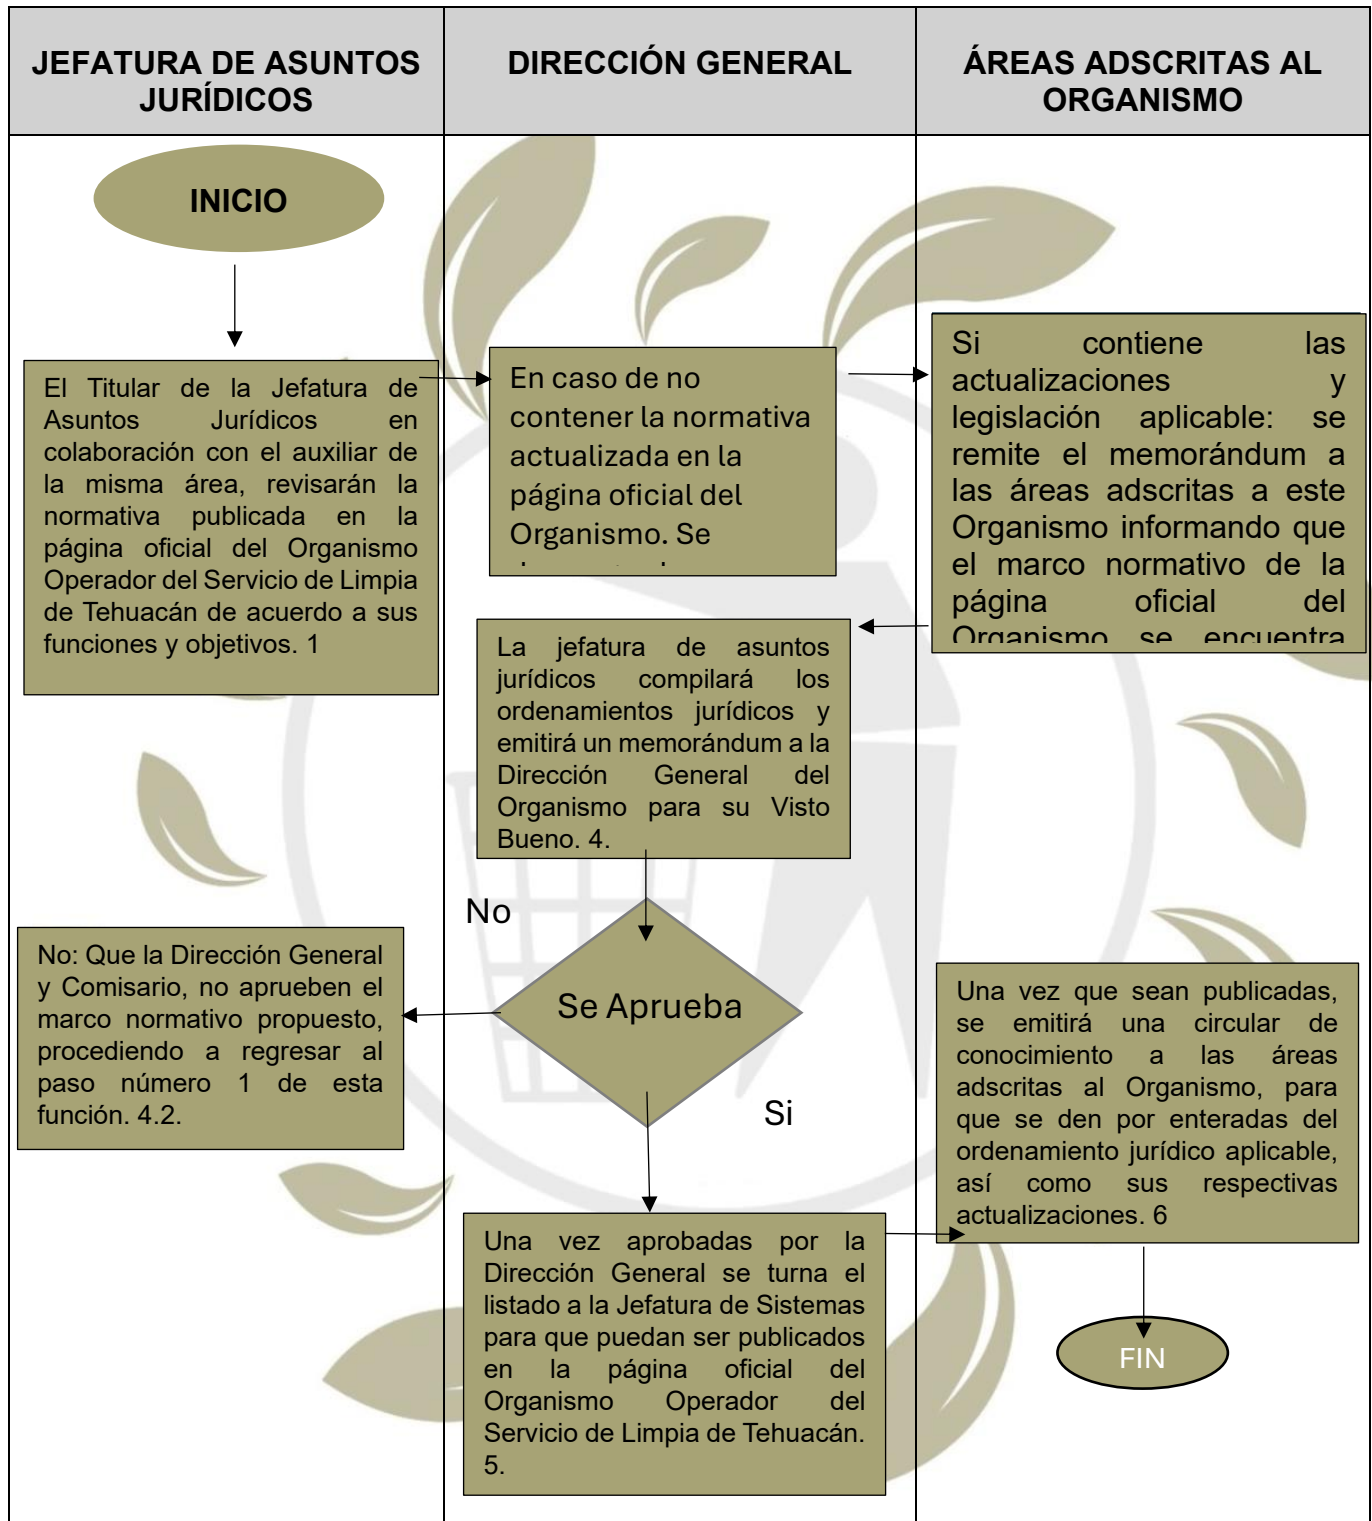 JEFATURA DE ASUNTOS
JURÍDICOS
DIRECCIÓN GENERAL
ÁREAS ADSCRITAS AL
ORGANISMO
INICIO
El Titular de la Jefatura de
Asuntos Jurídicos en
colaboración con el auxiliar de
la misma área, revisarán la
normativa publicada en la
página oficial del Organismo
Operador del Servicio de Limpia
de Tehuacán de acuerdo a sus
funciones y objetivos. 1
En caso de no
contener la normativa
actualizada en la
página oficial del
Organismo. Se
Si contiene las
actualizaciones y
legislación aplicable: se
remite el memorándum a
las áreas adscritas a este
Organismo informando que
el marco normativo de la
página oficial del
Organismo se encuentra
La jefatura de asuntos
jurídicos compilará los
ordenamientos jurídicos y
emitirá un memorándum a la
Dirección General del
Organismo para su Visto
Bueno. 4.
No
Se Aprueba
Si
No: Que la Dirección General
y Comisario, no aprueben el
marco normativo propuesto,
procediendo a regresar al
paso número 1 de esta
función. 4.2.
Una vez aprobadas por la
Dirección General se turna el
listado a la Jefatura de Sistemas
para que puedan ser publicados
en la página oficial del
Organismo Operador del
Servicio de Limpia de Tehuacán.
5.
Una vez que sean publicadas,
se emitirá una circular de
conocimiento a las áreas
adscritas al Organismo, para
que se den por enteradas del
ordenamiento jurídico aplicable,
así como sus respectivas
actualizaciones. 6
FIN